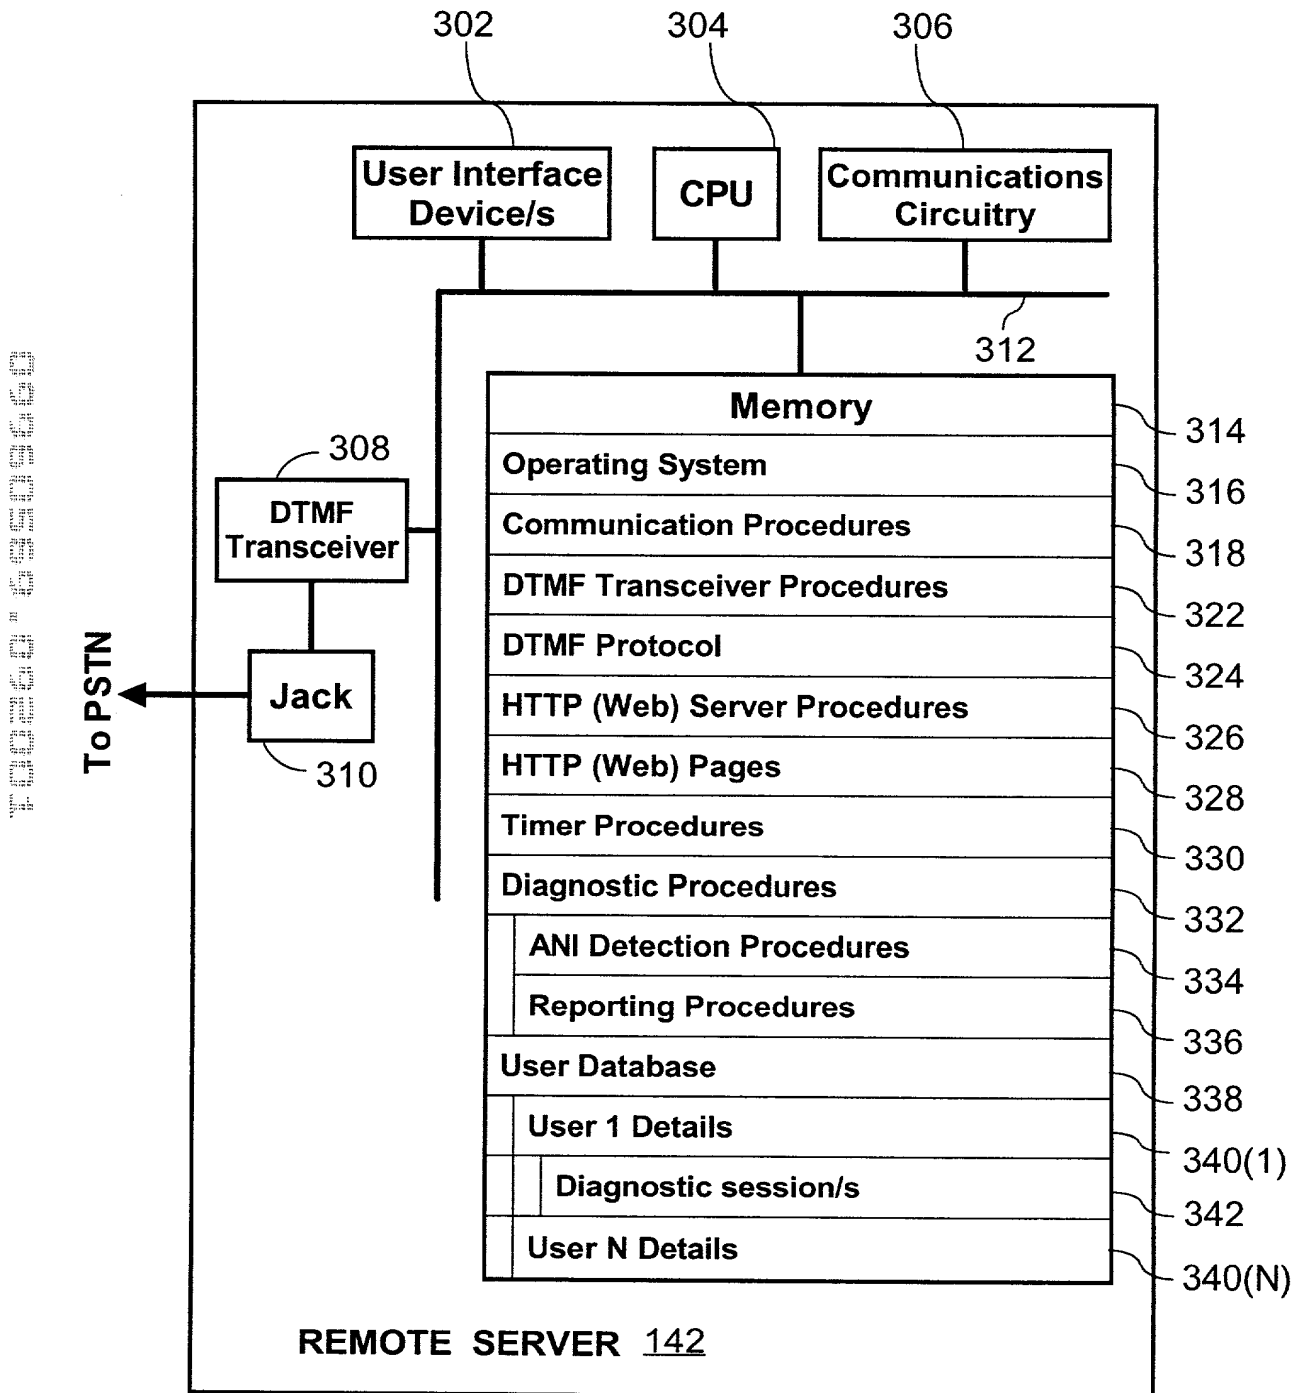 302
304
306
User Interface
Device/s
CPU
Communications
Circuitry
312
Memory
314
Operating System
316
Communication Procedures
318
DTMF Transceiver Procedures
322
DTMF Protocol
324
HTTP (Web) Server Procedures
326
HTTP (Web) Pages
328
Timer Procedures
330
Diagnostic Procedures
332
ANI Detection Procedures
334
Reporting Procedures
336
User Database
338
User 1 Details
340(1)
Diagnostic session/s
342
User N Details
340(N)
308
DTMF
Transceiver
Jack
310
To PSTN
REMOTE SERVER 142